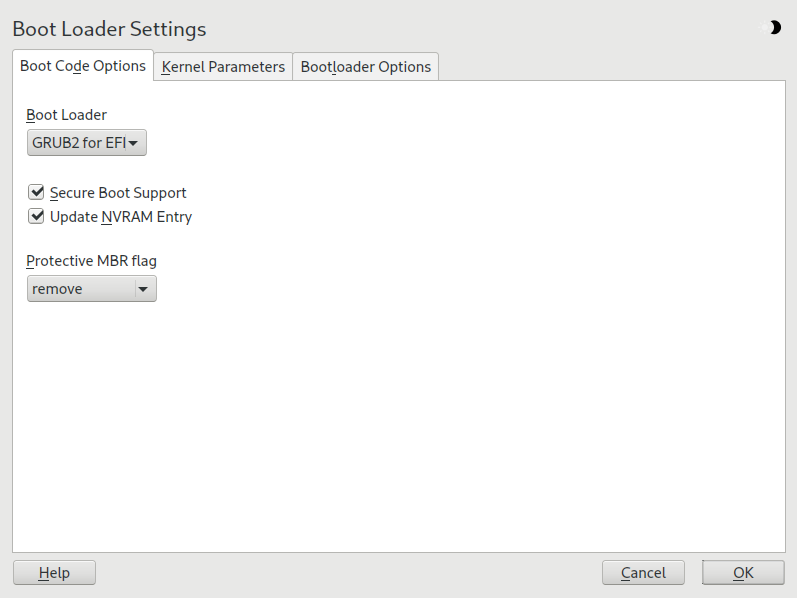 Boot Loader Settings
Boot Code Options Kernel Parameters Bootloader Options
Boot Loader
GRUB2 for EFI
Secure Boot Support
Update NVRAM Entry
Protective MBR flag
remove
Help Cancel OK